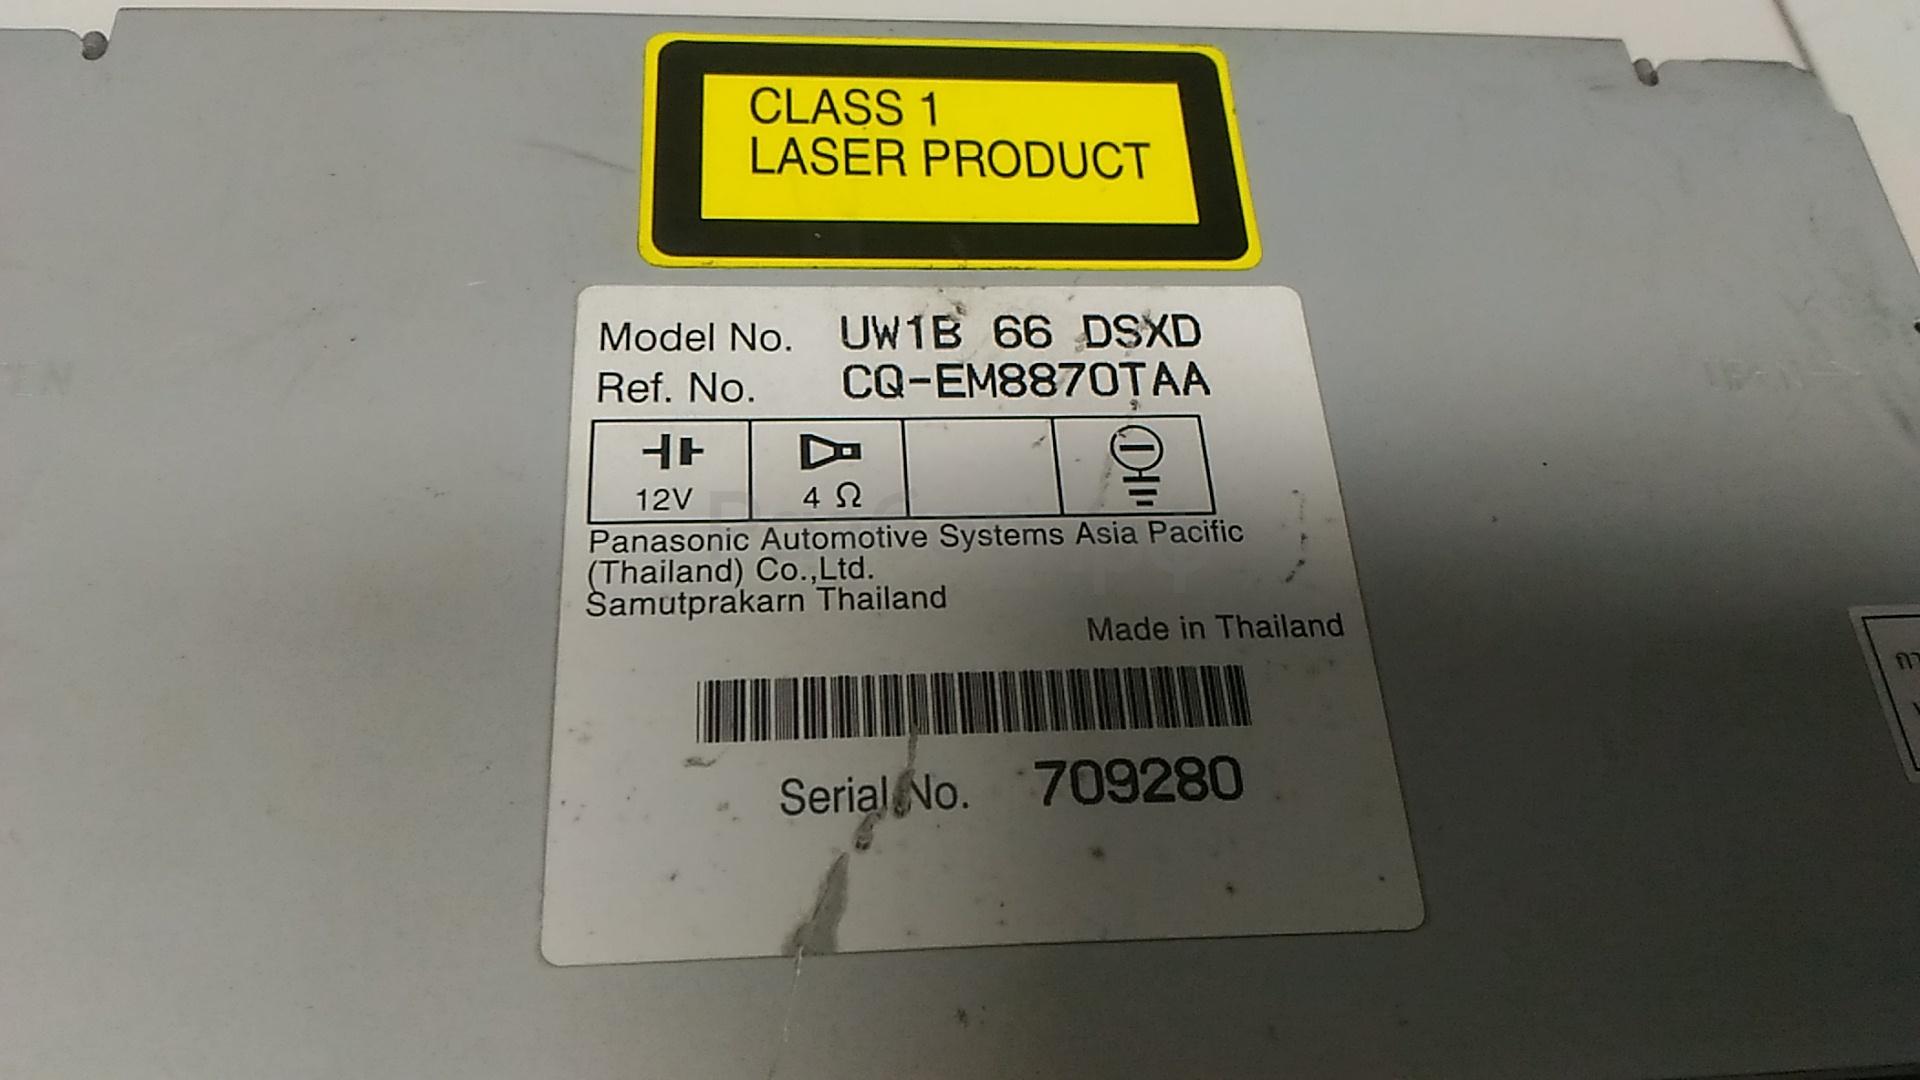 CLASS 1
LASER PRODUCT
Model No. UW1B 66 DSXD
Ref. No. CQ-EM8870TAA
12V 4 Ω
Panasonic Automotive Systems Asia Pacific
(Thailand) Co.,Ltd.
Samutprakarn Thailand
Made in Thailand
Serial No. 709280